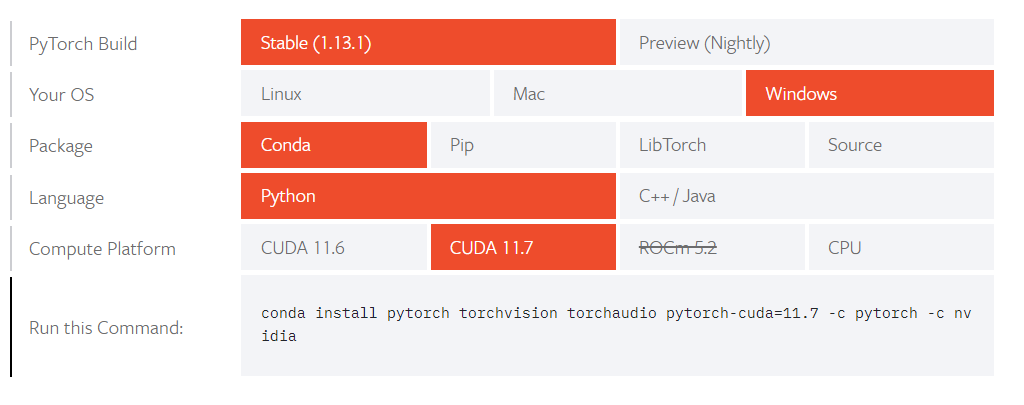 PyTorch Build Stable (1.13.1) Preview (Nightly)
Your OS Linux Mac Windows
Package Conda Pip LibTorch Source
Language Python C++ / Java
Compute Platform CUDA 11.6 CUDA 11.7 ROCm 5.2 CPU
Run this Command: conda install pytorch torchvision torchaudio pytorch-cuda=11.7 -c pytorch -c nv
idia